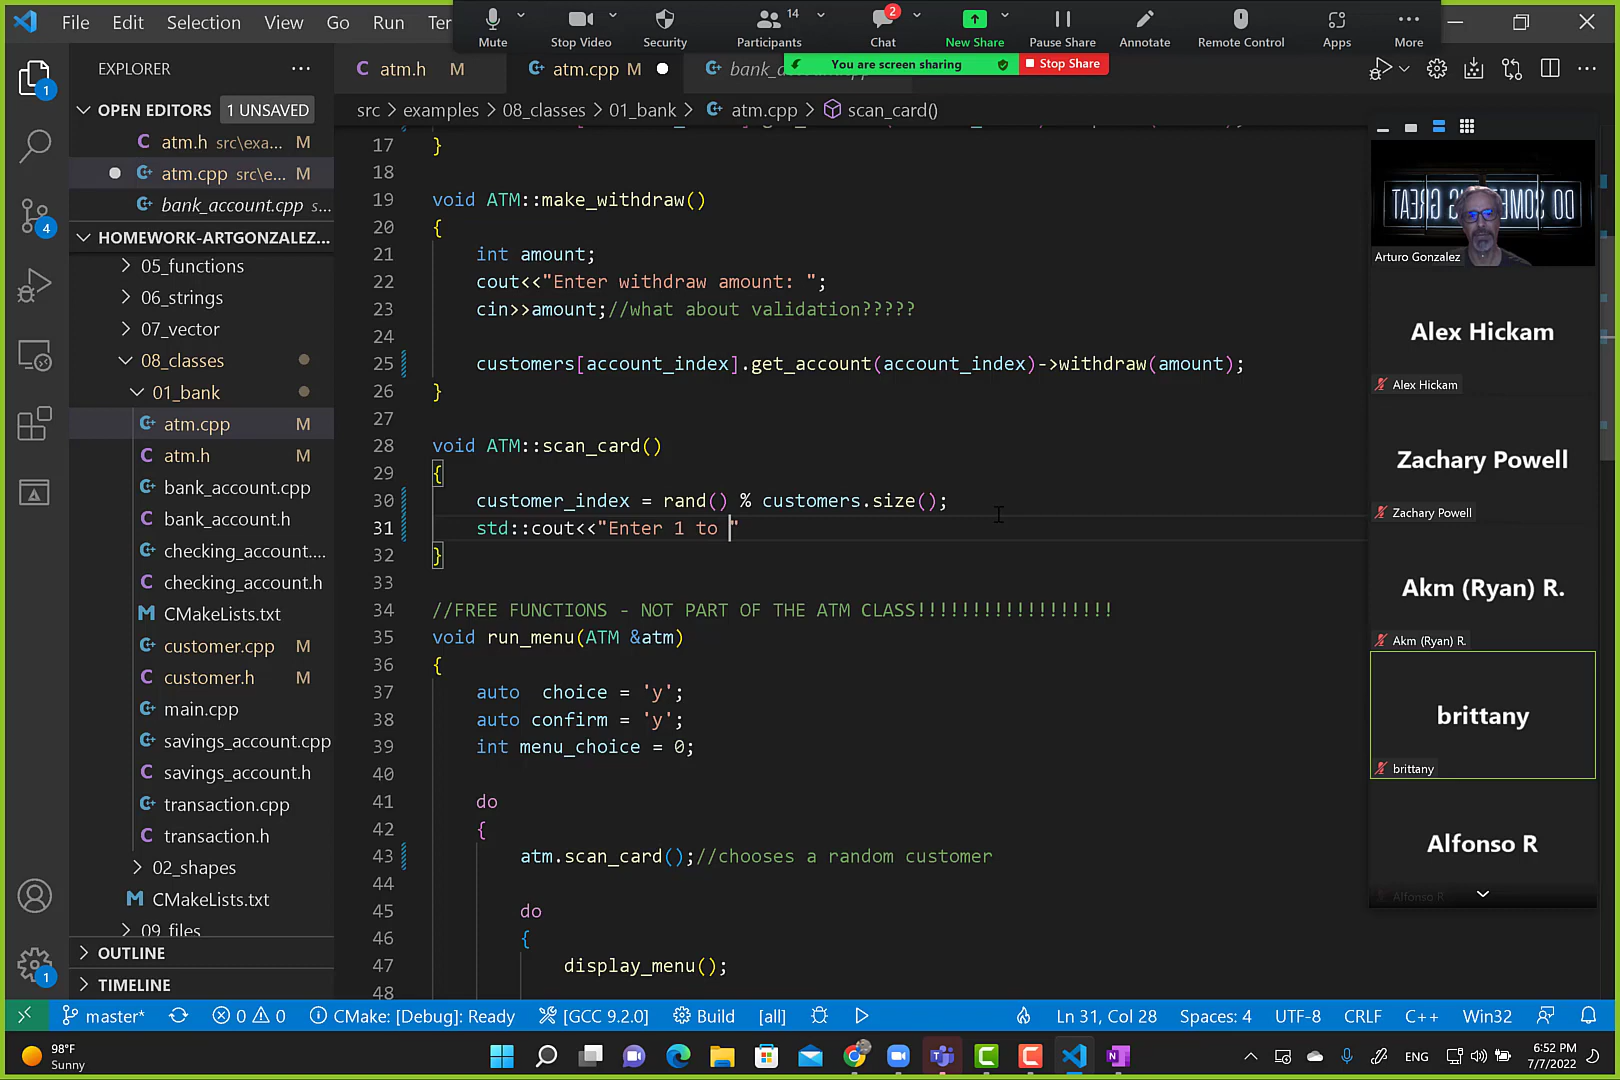 File Edit Selection View Go Run Ter
Mute Stop Video Security Participants 14 Chat 2 New Share Pause Share Annotate Remote Control Apps More
You are screen sharing Stop Share
EXPLORER
atm.h M
atm.cpp M
src > examples > 08_classes > 01_bank > atm.cpp > scan_card()
OPEN EDITORS 1 UNSAVED
atm.h src\exa... M
atm.cpp src\e... M
bank_account.cpp s...
HOMEWORK-ARTGONZALEZ...
05_functions
06_strings
07_vector
08_classes
01_bank
atm.cpp M
atm.h M
bank_account.cpp
bank_account.h
checking_account....
checking_account.h
CMakeLists.txt
customer.cpp M
customer.h M
main.cpp
savings_account.cpp
savings_account.h
transaction.cpp
transaction.h
02_shapes
CMakeLists.txt
09_files
OUTLINE
TIMELINE
1
4
1
17 }
18
19 void ATM::make_withdraw()
20 {
21 int amount;
22 cout<<"Enter withdraw amount: ";
23 cin>>amount;//what about validation?????
24
25 customers[account_index].get_account(account_index)->withdraw(amount);
26 }
27
28 void ATM::scan_card()
29 {
30 customer_index = rand() % customers.size();
31 std::cout<<"Enter 1 to "
32 }
33
34 //FREE FUNCTIONS - NOT PART OF THE ATM CLASS!!!!!!!!!!!!!!!!!!
35 void run_menu(ATM &atm)
36 {
37 auto  choice = 'y';
38 auto confirm = 'y';
39 int menu_choice = 0;
40
41 do
42 {
43 atm.scan_card();//chooses a random customer
44
45 do
46 {
47 display_menu();
48
DO SOMETHING GREAT
Arturo Gonzalez
Alex Hickam
Alex Hickam
Zachary Powell
Zachary Powell
Akm (Ryan) R.
Akm (Ryan) R.
brittany
brittany
Alfonso R
Alfonso R
master* 0 0 CMake: [Debug]: Ready [GCC 9.2.0] Build [all] Ln 31, Col 28 Spaces: 4 UTF-8 CRLF C++ Win32
98°F
Sunny
ENG
6:52 PM
7/7/2022